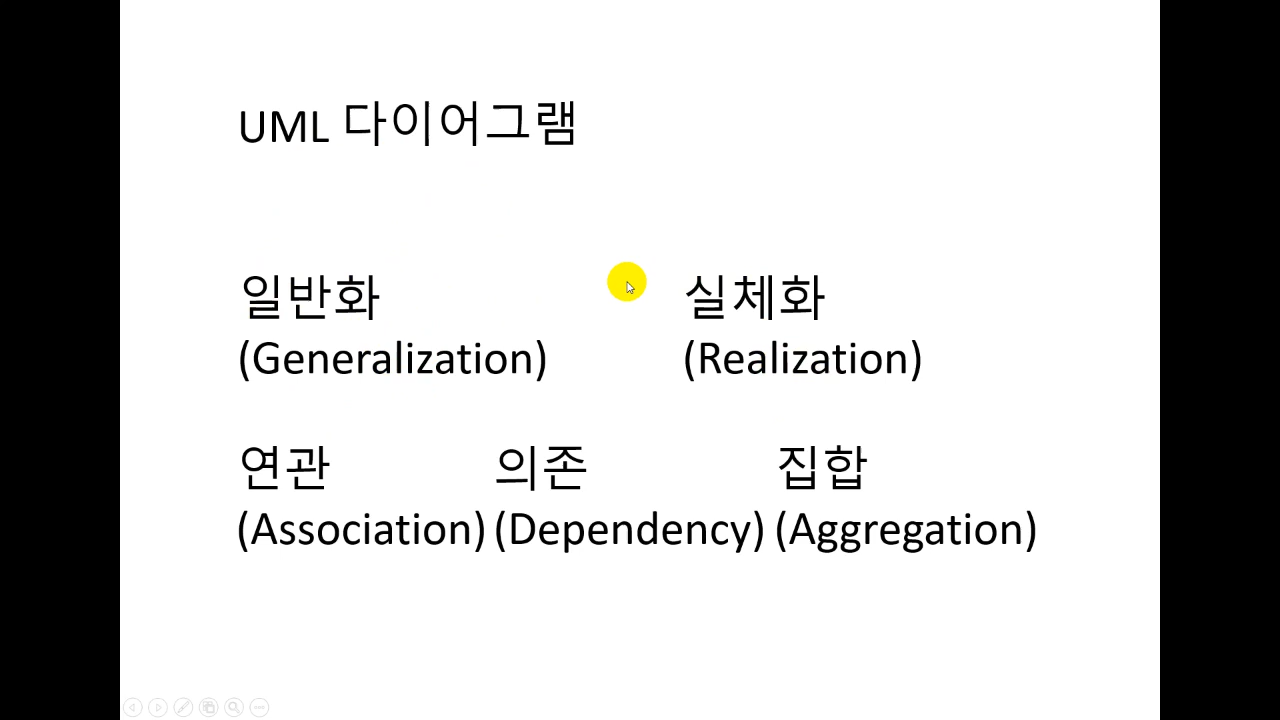 UML 다이어그램
일반화 실체화
(Generalization) (Realization)
연관 의존 집합
(Association) (Dependency) (Aggregation)